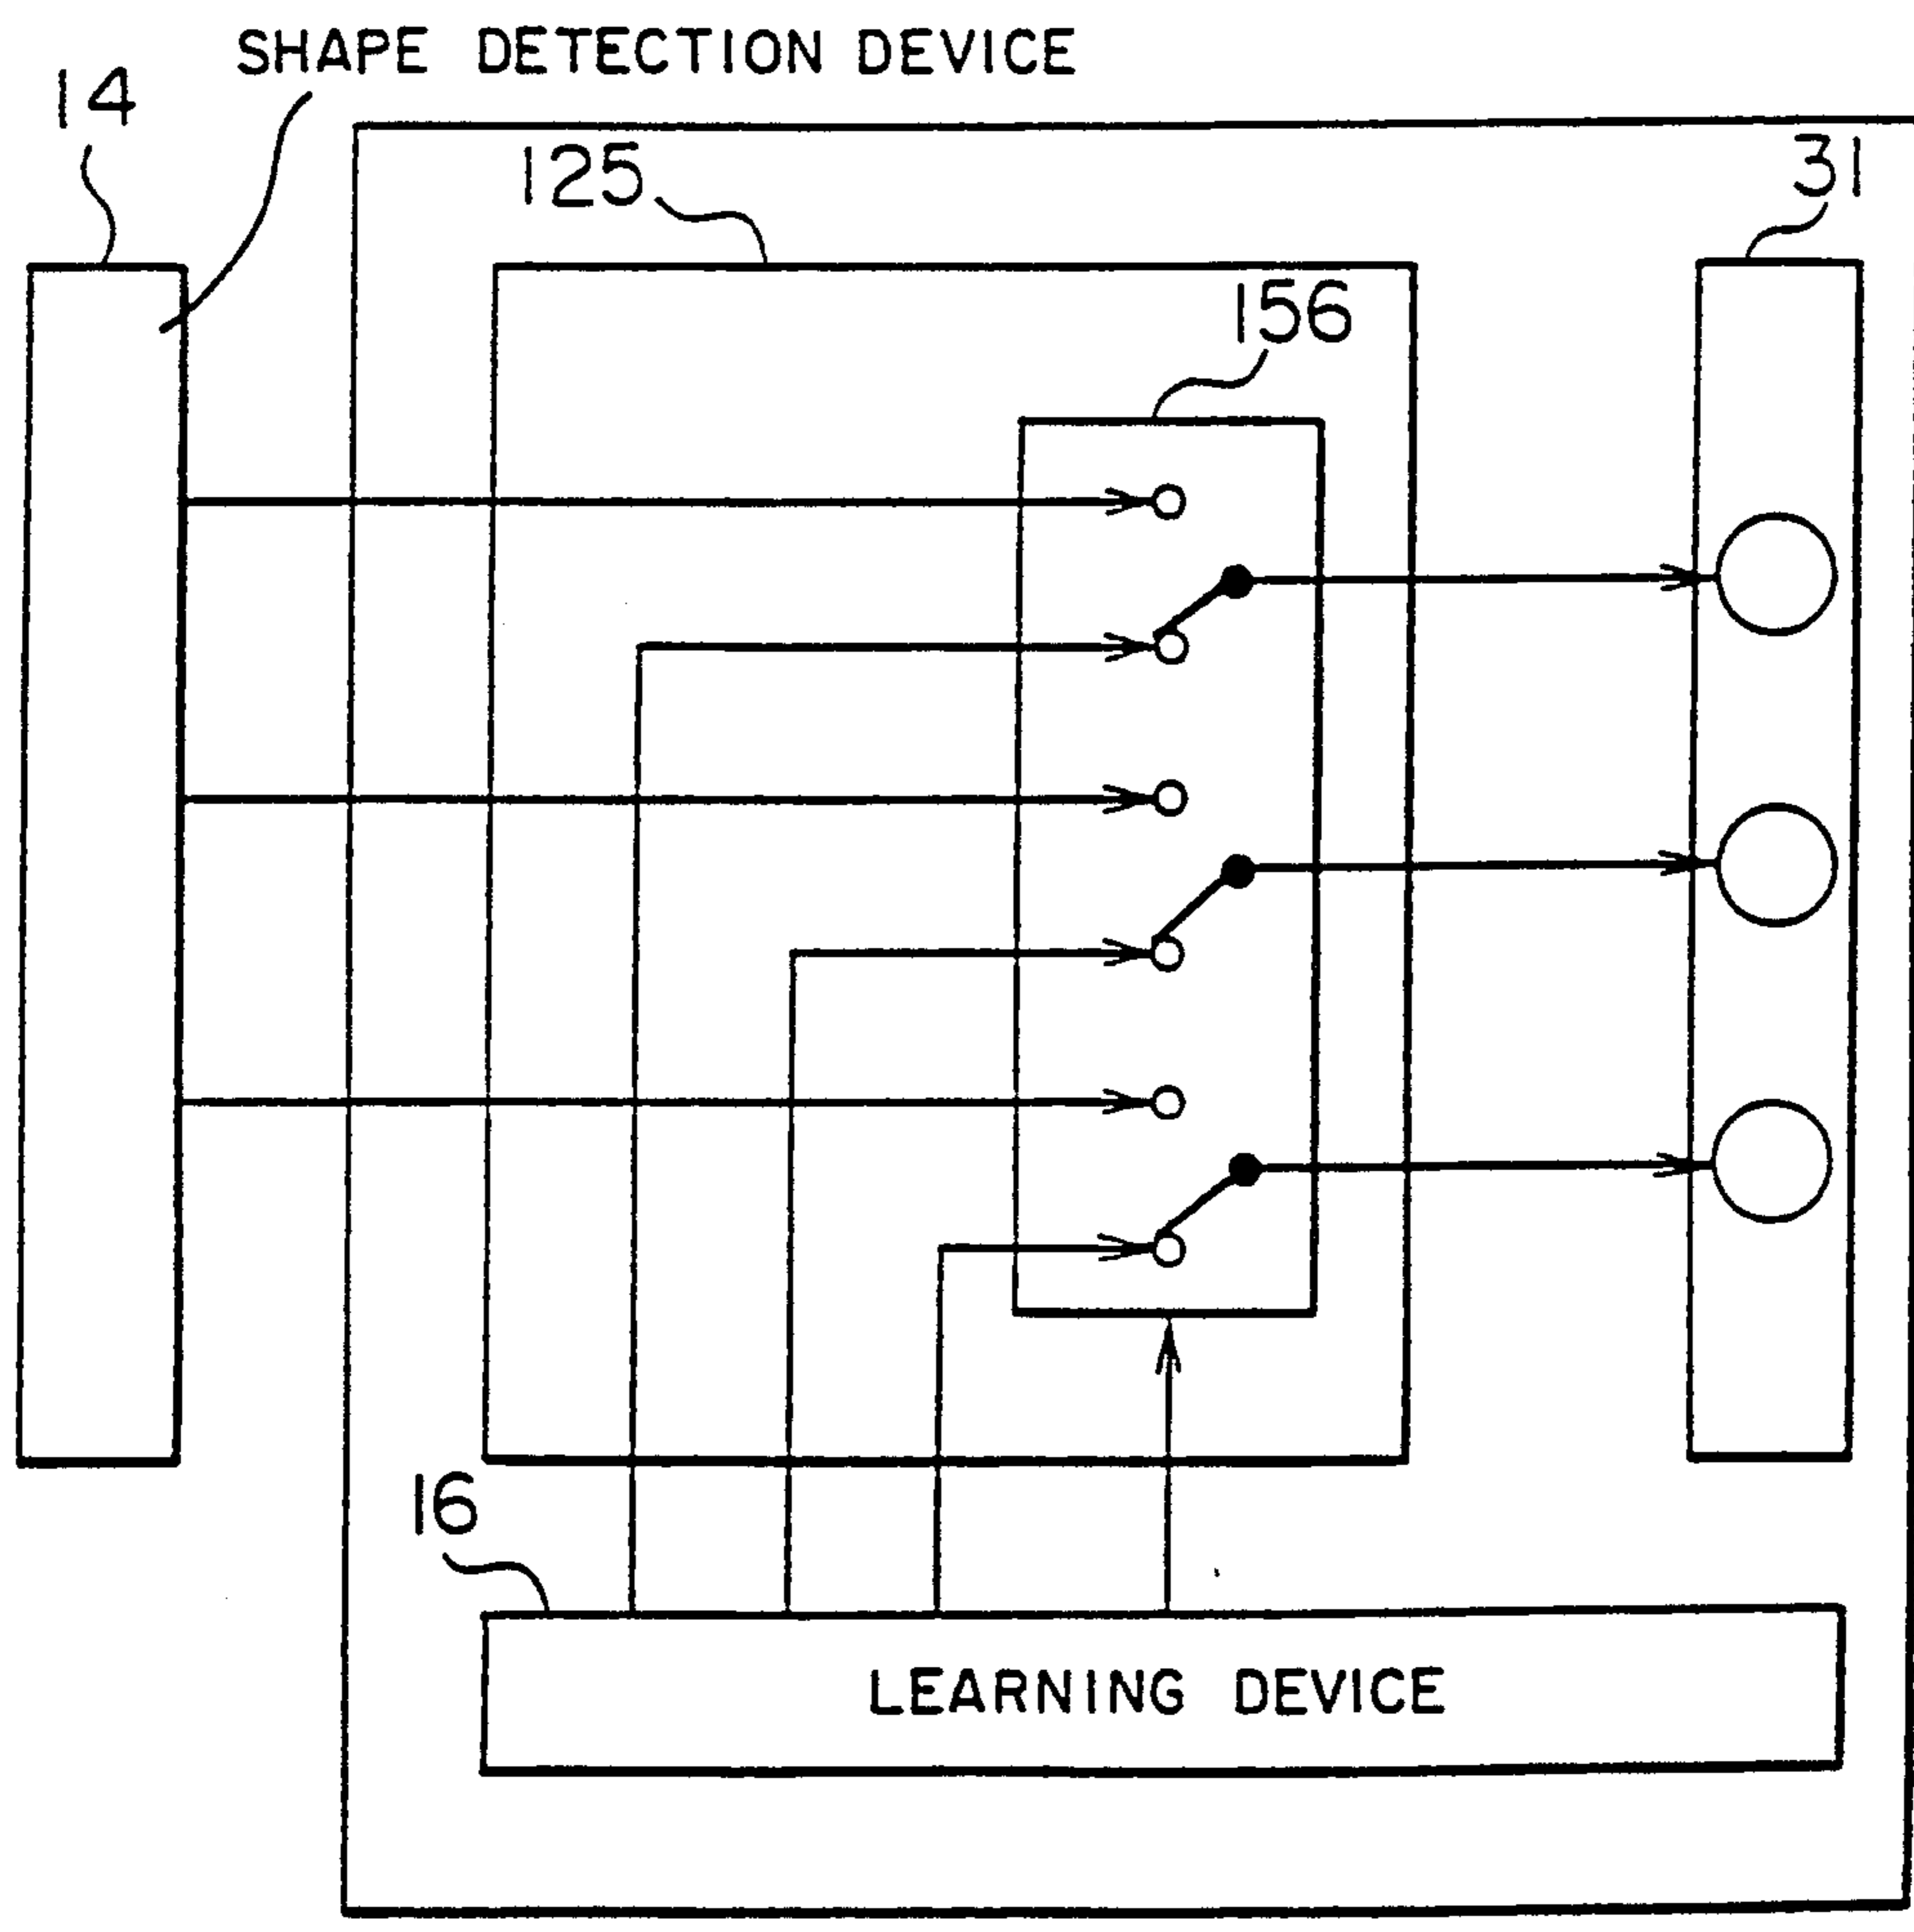 SHAPE DETECTION DEVICE
14
125
31
156
16
LEARNING DEVICE